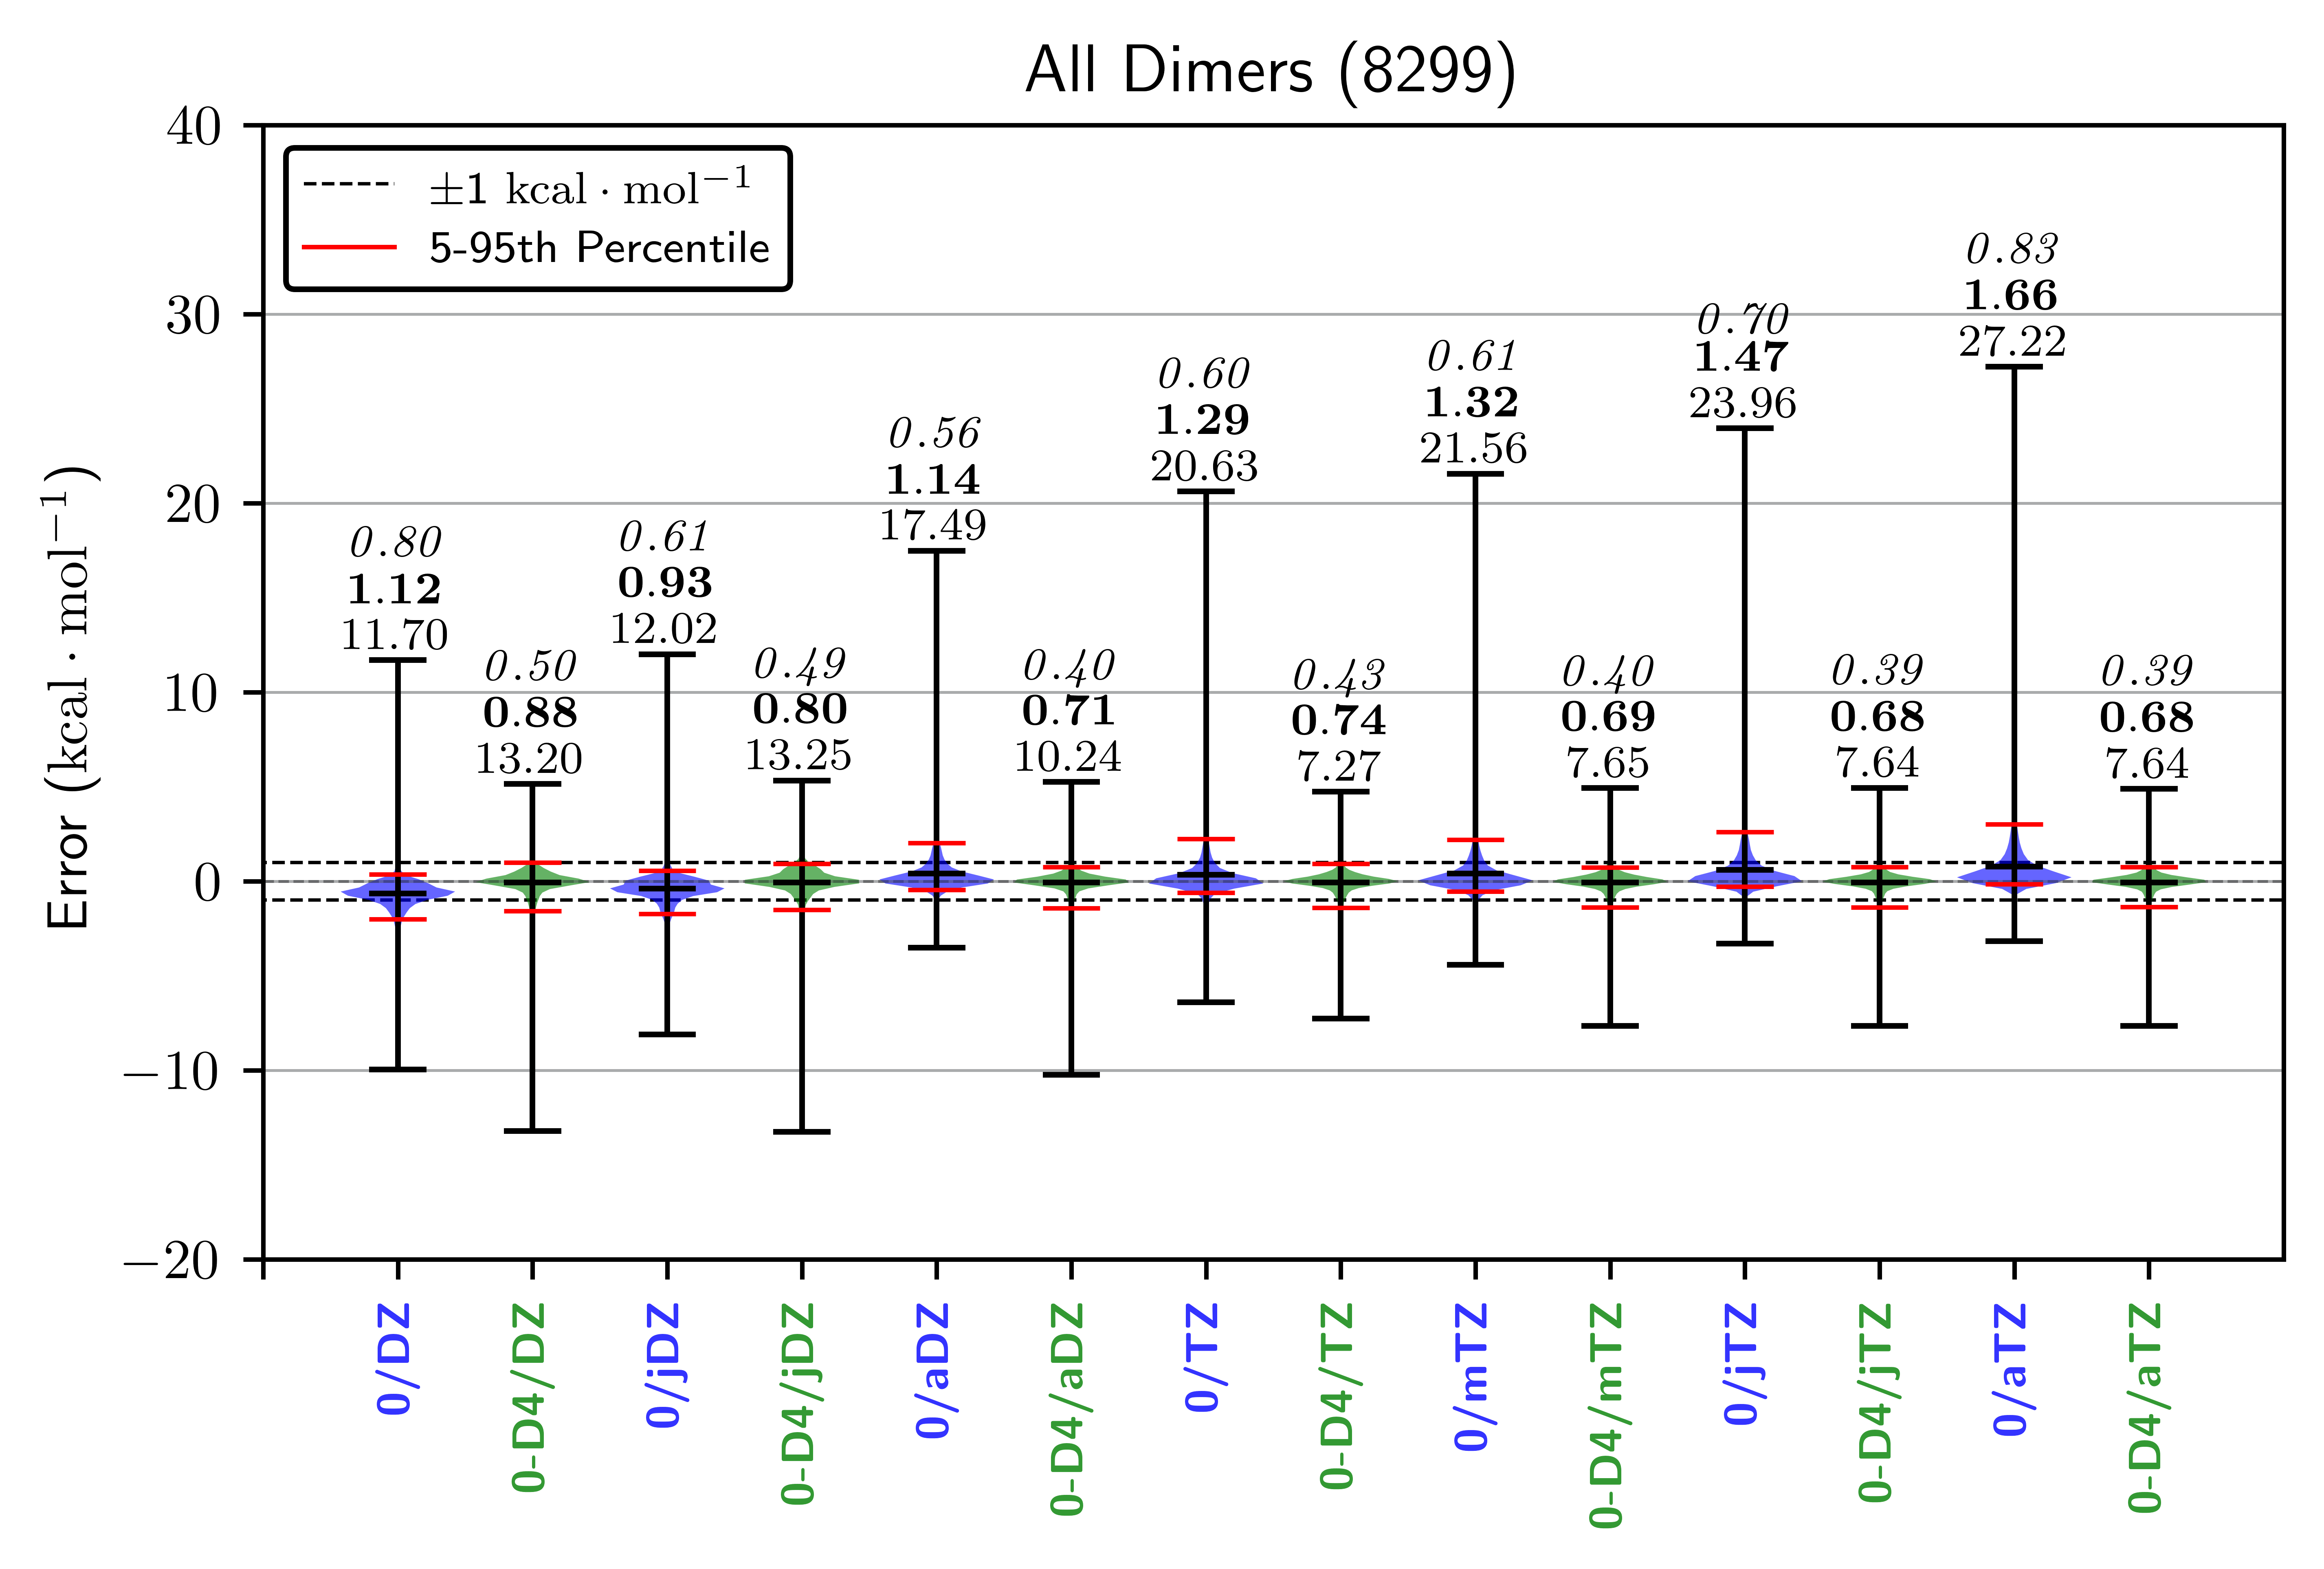 All Dimers (8299)
±1 kcal · mol⁻¹
5-95th Percentile
Error (kcal · mol⁻¹)
40
30
20
10
0
−10
−20
0.80
1.12
11.70
0.50
0.88
13.20
0.61
0.93
12.02
0.49
0.80
13.25
0.56
1.14
17.49
0.40
0.71
10.24
0.60
1.29
20.63
0.43
0.74
7.27
0.61
1.32
21.56
0.40
0.69
7.65
0.70
1.47
23.96
0.39
0.68
7.64
0.83
1.66
27.22
0.39
0.68
7.64
0/DZ
0-D4/DZ
0/jDZ
0-D4/jDZ
0/aDZ
0-D4/aDZ
0/TZ
0-D4/TZ
0/mTZ
0-D4/mTZ
0/jTZ
0-D4/jTZ
0/aTZ
0-D4/aTZ